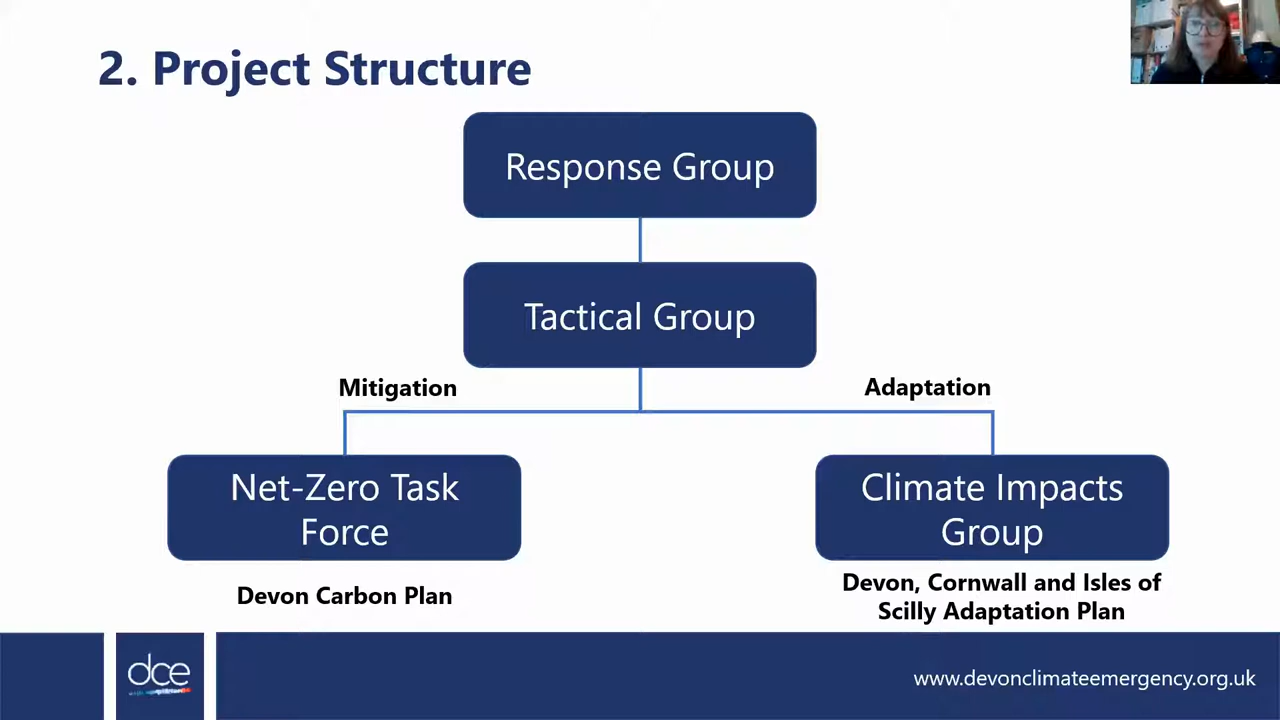 2. Project Structure
Response Group
Tactical Group
Mitigation
Adaptation
Net-Zero Task
Force
Climate Impacts
Group
Devon Carbon Plan
Devon, Cornwall and Isles of
Scilly Adaptation Plan
dce
www.devonclimateemergency.org.uk